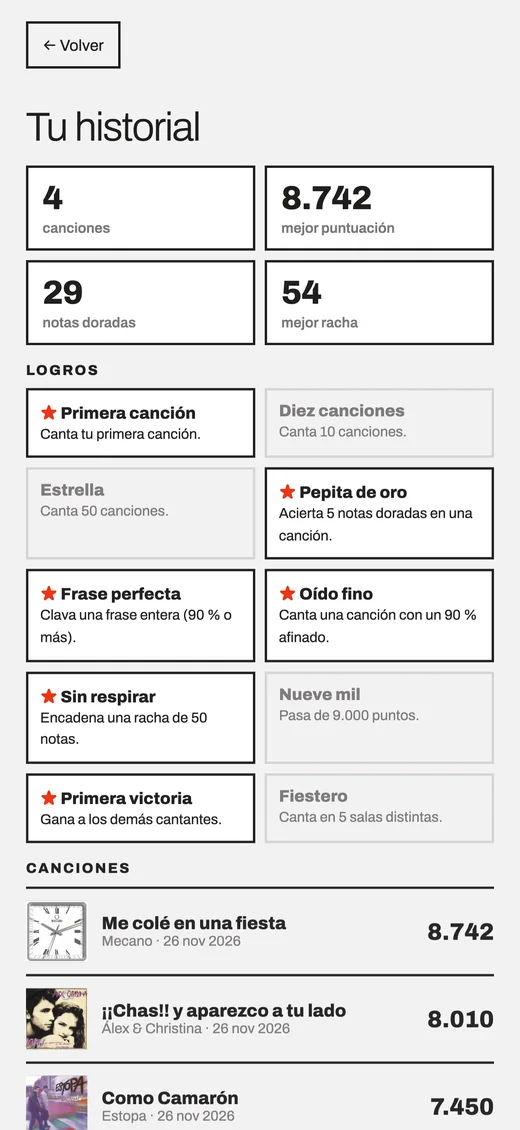 ← Volver
Tu historial
4
canciones
8.742
mejor puntuación
29
notas doradas
54
mejor racha
LOGROS
Primera canción
Canta tu primera canción.
Diez canciones
Canta 10 canciones.
Estrella
Canta 50 canciones.
Pepita de oro
Acierta 5 notas doradas en una
canción.
Frase perfecta
Clava una frase entera (90 % o
más).
Oído fino
Canta una canción con un 90 %
afinado.
Sin respirar
Encadena una racha de 50
notas.
Nueve mil
Pasa de 9.000 puntos.
Primera victoria
Gana a los demás cantantes.
Fiestero
Canta en 5 salas distintas.
CANCIONES
Me colé en una fiesta
Mecano · 26 nov 2026
8.742
¡¡Chas!! y aparezco a tu lado
Álex & Christina · 26 nov 2026
8.010
ESTOPA
Como Camarón
Estopa · 26 nov 2026
7.450